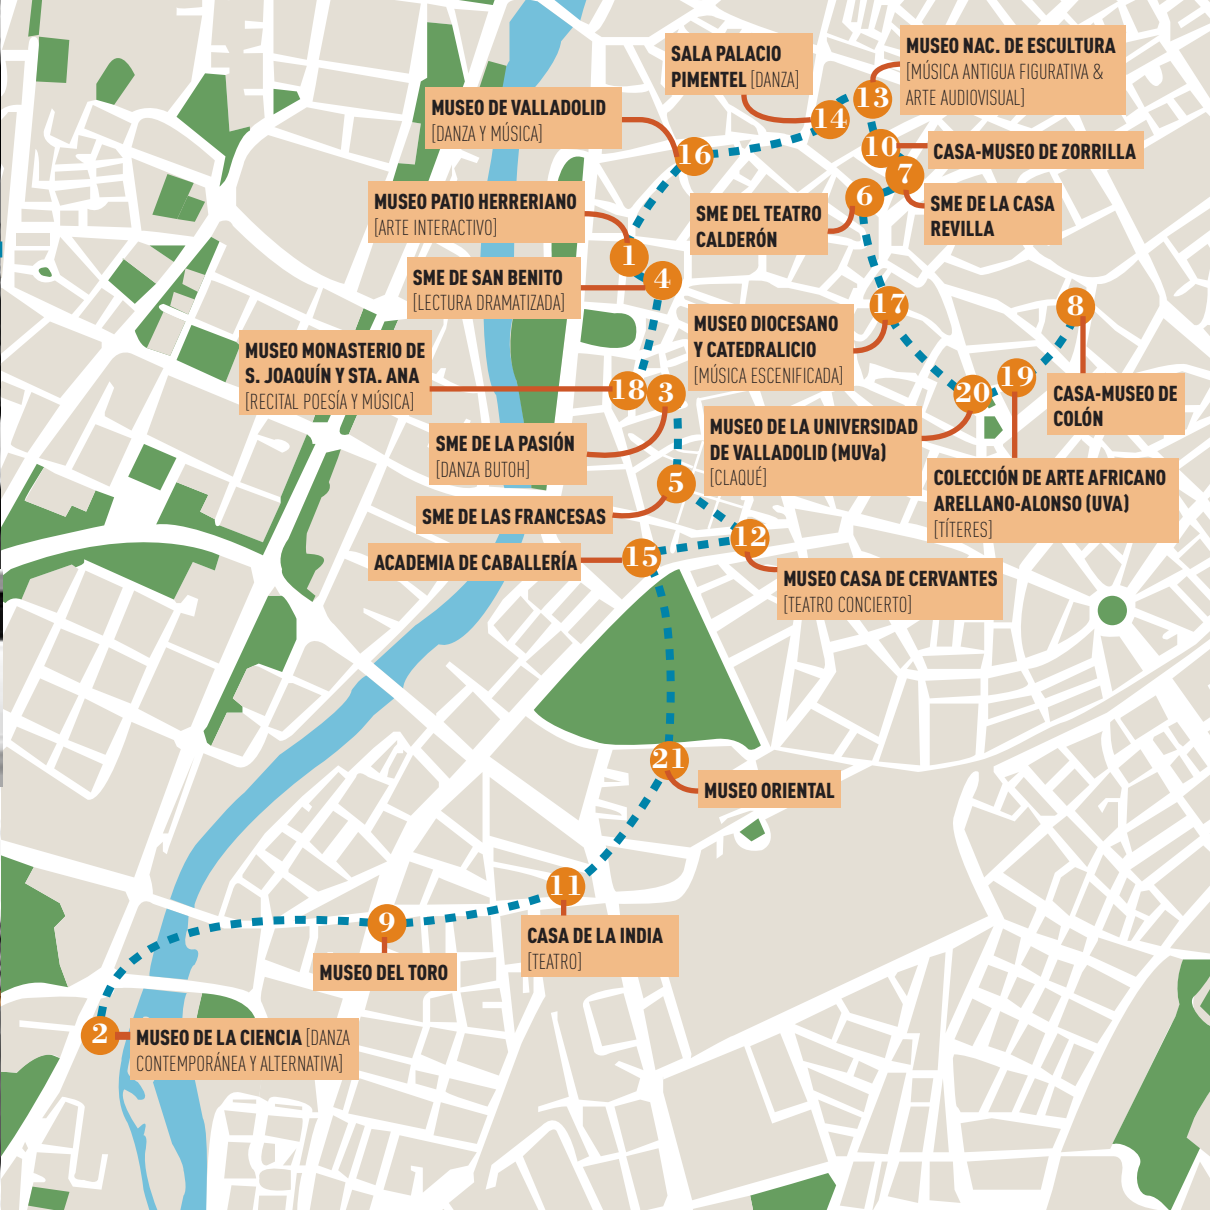 SALA PALACIO
PIMENTEL [DANZA]
14
MUSEO NAC. DE ESCULTURA
[MÚSICA ANTIGUA FIGURATIVA &
ARTE AUDIOVISUAL]
13
MUSEO DE VALLADOLID
[DANZA Y MÚSICA]
16
10
CASA-MUSEO DE ZORRILLA
7
SME DE LA CASA
REVILLA
MUSEO PATIO HERRERIANO
[ARTE INTERACTIVO]
1
SME DEL TEATRO
CALDERÓN
6
SME DE SAN BENITO
[LECTURA DRAMATIZADA]
4
MUSEO DIOCESANO
Y CATEDRALICIO
[MÚSICA ESCENIFICADA]
17
8
CASA-MUSEO DE
COLÓN
MUSEO MONASTERIO DE
S. JOAQUÍN Y STA. ANA
[RECITAL POESÍA Y MÚSICA]
18
3
20
19
SME DE LA PASIÓN
[DANZA BUTOH]
MUSEO DE LA UNIVERSIDAD
DE VALLADOLID (MUVa)
[CLAQUÉ]
COLECCIÓN DE ARTE AFRICANO
ARELLANO-ALONSO (UVA)
[TÍTERES]
5
SME DE LAS FRANCESAS
12
ACADEMIA DE CABALLERÍA
15
MUSEO CASA DE CERVANTES
[TEATRO CONCIERTO]
21
MUSEO ORIENTAL
11
CASA DE LA INDIA
[TEATRO]
9
MUSEO DEL TORO
2
MUSEO DE LA CIENCIA [DANZA
CONTEMPORÁNEA Y ALTERNATIVA]